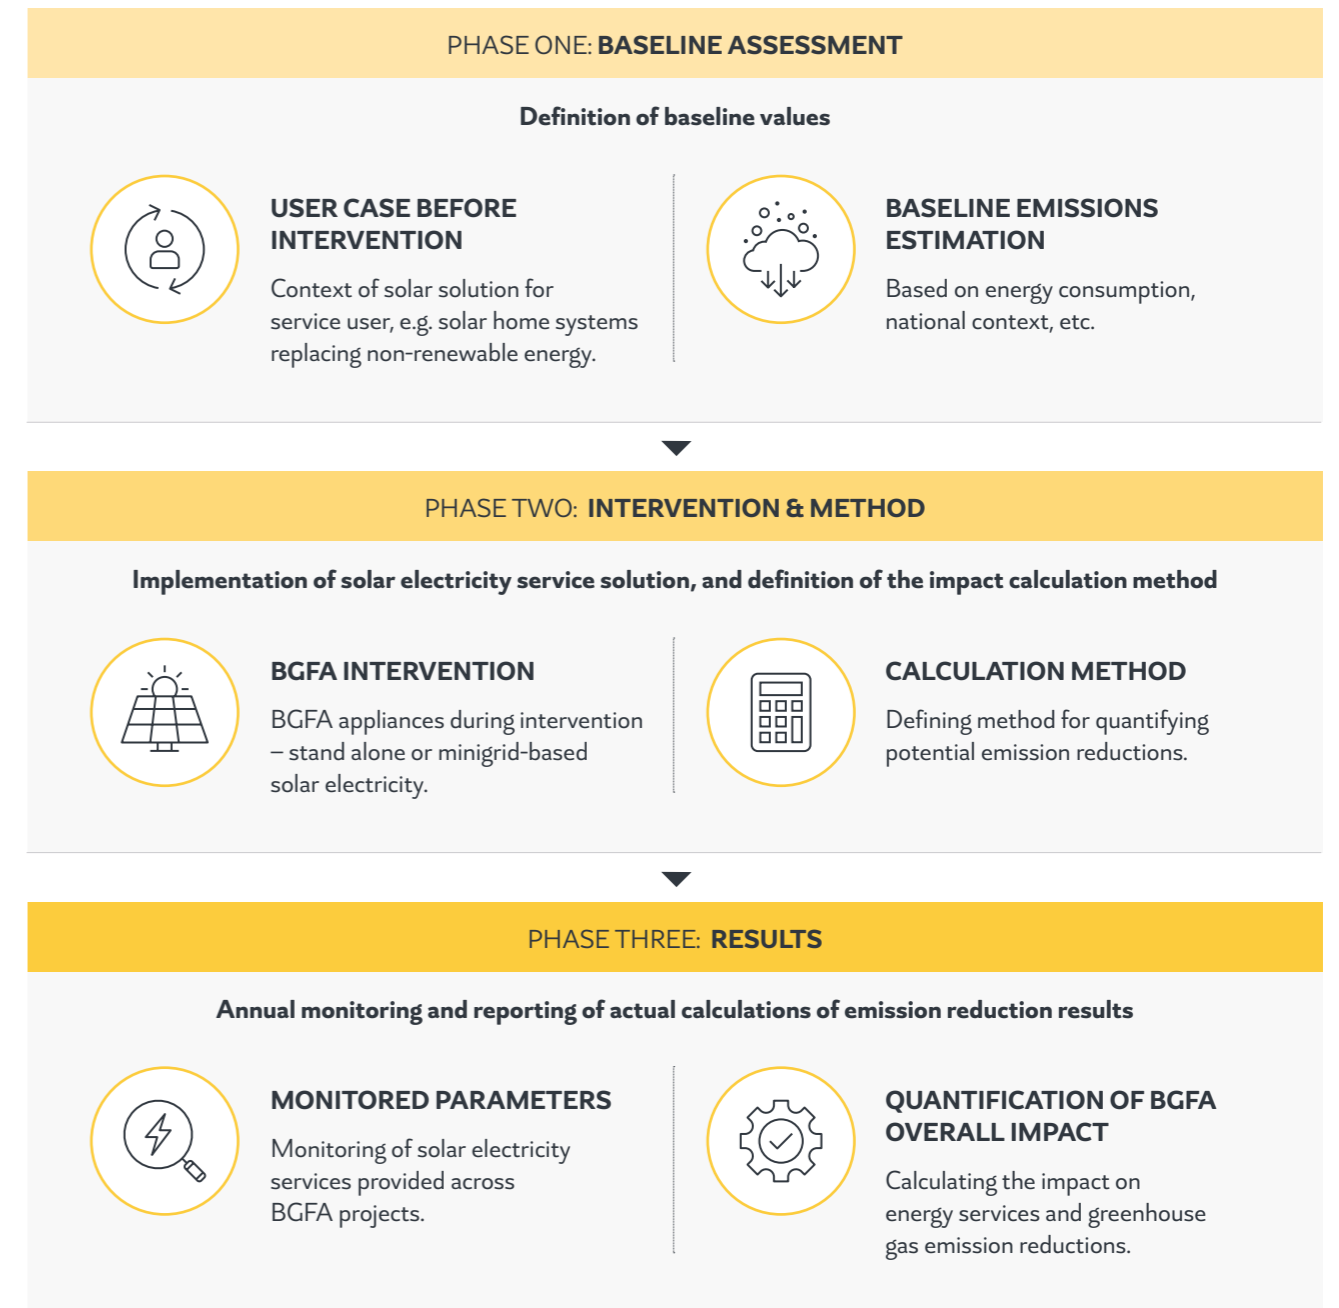 PHASE ONE: BASELINE ASSESSMENT
Definition of baseline values
USER CASE BEFORE
INTERVENTION
Context of solar solution for
service user, e.g. solar home systems
replacing non-renewable energy.
BASELINE EMISSIONS
ESTIMATION
Based on energy consumption,
national context, etc.
PHASE TWO: INTERVENTION & METHOD
Implementation of solar electricity service solution, and definition of the impact calculation method
BGFA INTERVENTION
BGFA appliances during intervention
– stand alone or minigrid-based
solar electricity.
CALCULATION METHOD
Defining method for quantifying
potential emission reductions.
PHASE THREE: RESULTS
Annual monitoring and reporting of actual calculations of emission reduction results
MONITORED PARAMETERS
Monitoring of solar electricity
services provided across
BGFA projects.
QUANTIFICATION OF BGFA
OVERALL IMPACT
Calculating the impact on
energy services and greenhouse
gas emission reductions.